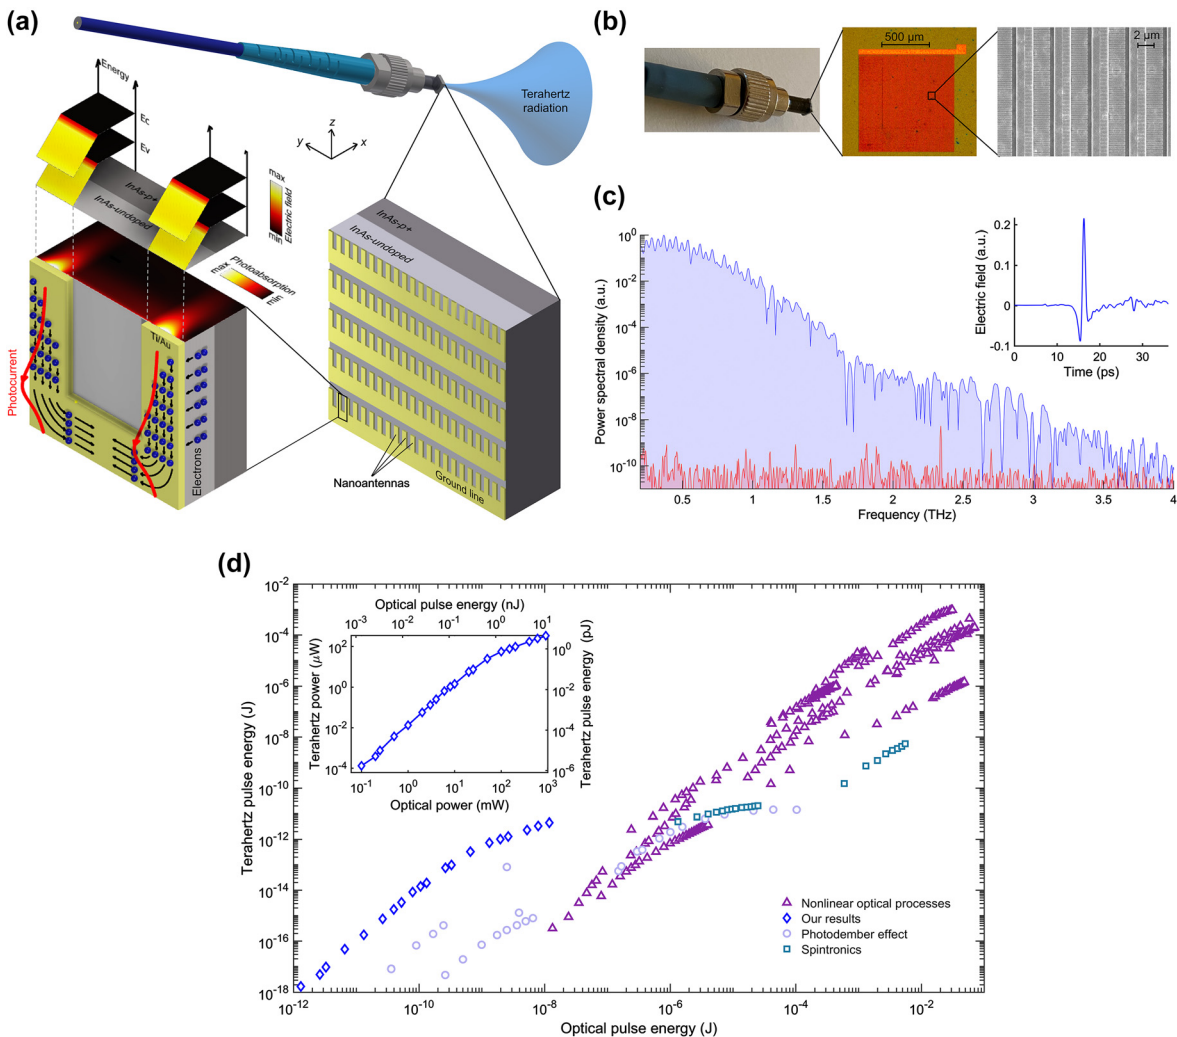 (a)
Energy
Ec
Ev
InAs-p+
InAs-undoped
max
Electric field
min
max
Photoabsorption
min
Ti/Au
Photocurrent
Electrons
z
y
x
Terahertz
radiation
InAs-p+
InAs-undoped
Nanoantennas
Ground line
(b)
500 µm
2 µm
(c)
Power spectral density (a.u.)
10^0
10^-2
10^-4
10^-6
10^-8
10^-10
0.5
1
1.5
2
2.5
3
3.5
4
Frequency (THz)
Electric field (a.u.)
0.2
0.1
0
-0.1
0
10
20
30
Time (ps)
(d)
Terahertz pulse energy (J)
10^-2
10^-4
10^-6
10^-8
10^-10
10^-12
10^-14
10^-16
10^-18
10^-12
10^-10
10^-8
10^-6
10^-4
10^-2
Optical pulse energy (J)
Optical pulse energy (nJ)
10^-3
10^-2
10^-1
10^0
10^1
Terahertz power (µW)
10^2
10^0
10^-2
10^-4
Terahertz pulse energy (pJ)
10^0
10^-2
10^-4
10^-6
10^-1
10^0
10^1
10^2
10^3
Optical power (mW)
Nonlinear optical processes
Our results
Photodember effect
Spintronics